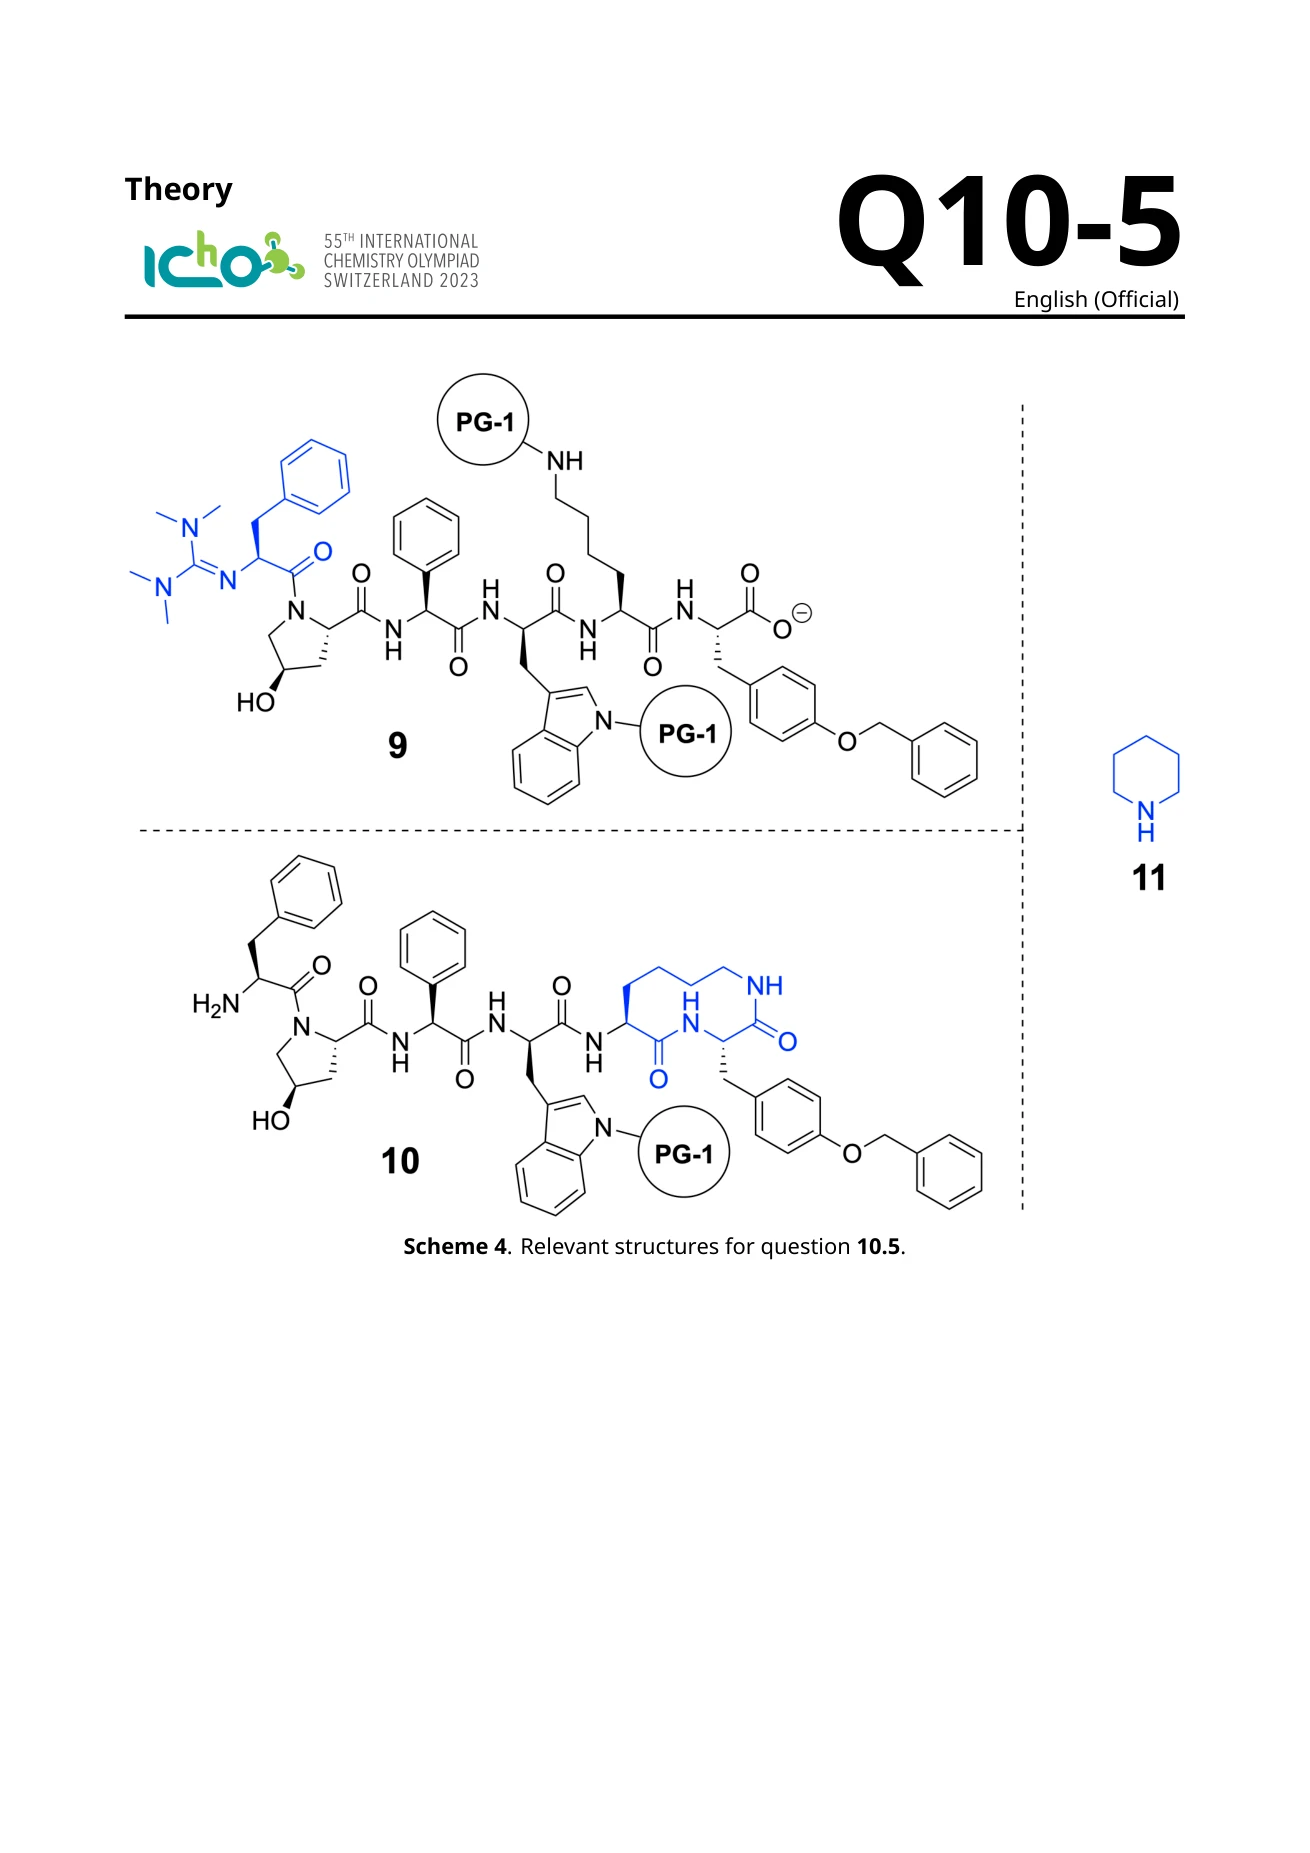 Theory
Q10-5
IChO
55TH INTERNATIONAL
CHEMISTRY OLYMPIAD
SWITZERLAND 2023
English (Official)
PG-1
NH
N
N
N
O
N
O
N
H
O
H
N
O
N
H
O
H
N
O
O
HO
N
PG-1
O
9
N
H
11
H2N
O
N
O
N
H
O
H
N
O
N
H
O
H
N
NH
O
HO
N
PG-1
O
10
Scheme 4. Relevant structures for question 10.5.